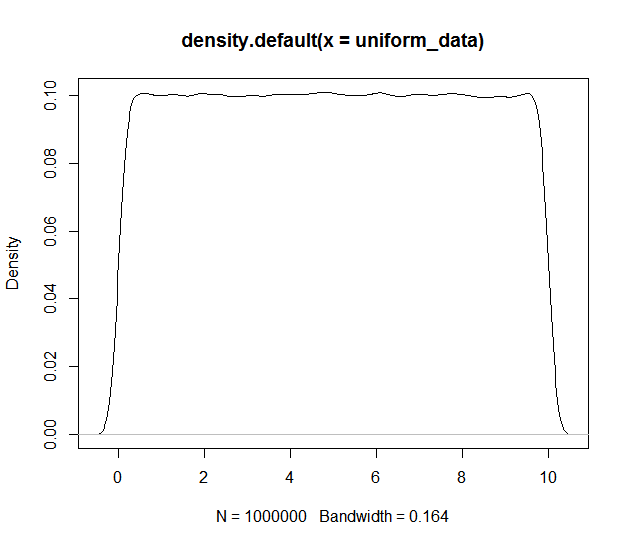 density.default(x = uniform_data)
Density
0.10
0.08
0.06
0.04
0.02
0.00
0 2 4 6 8 10
N = 1000000 Bandwidth = 0.164